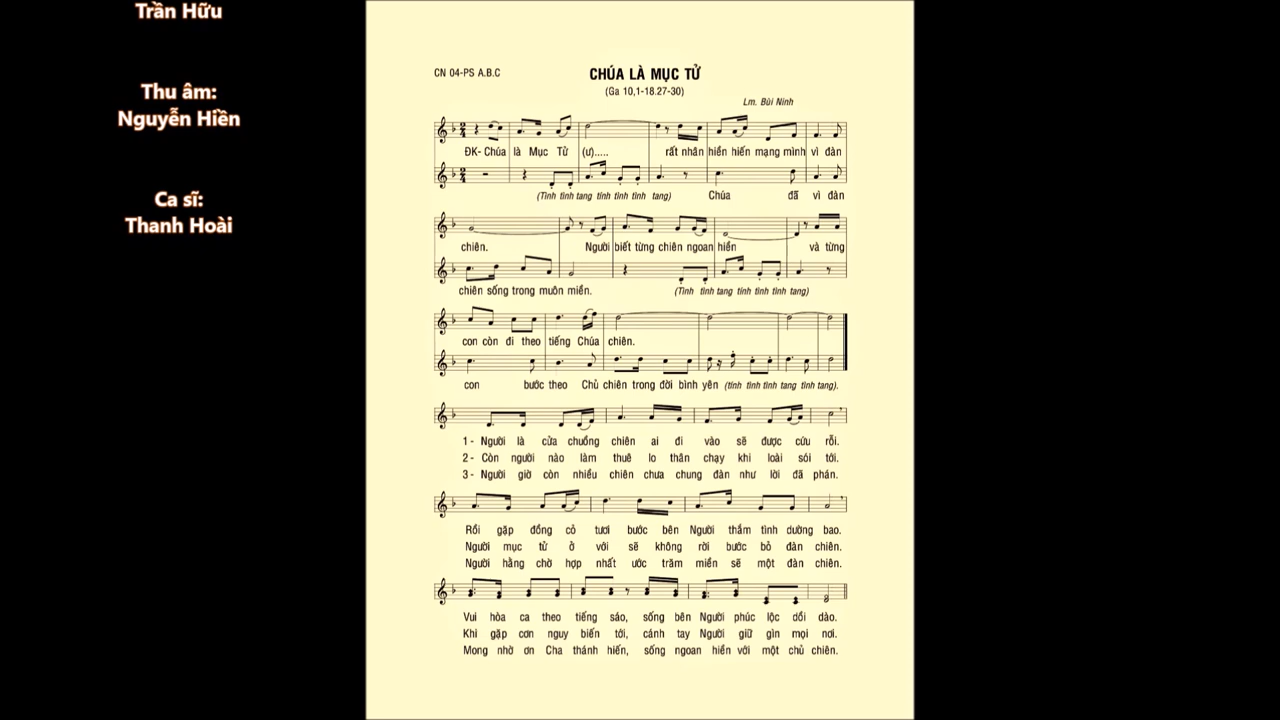 Trần Hữu
Thu âm:
Nguyễn Hiền
Ca sĩ:
Thanh Hoài
CN 04-PS A.B.C
CHÚA LÀ MỤC TỬ
(Ga 10,1-18.27-30)
Lm. Bùi Ninh
ĐK- Chúa là Mục Tử (ư)..... rất nhân hiền hiến mạng mình vì đàn
(Tình tình tang tính tính tình tang) Chúa đã vì đàn
chiên. Người biết từng chiên ngoan hiền và từng
chiên sống trong muôn miền. (Tình tình tang tính tình tình tang)
con còn đi theo tiếng Chúa chiên.
con bước theo Chủ chiên trong đời bình yên (tính tình tình tang tình tang).
1- Người là cửa chuồng chiên ai đi vào sẽ được cứu rỗi.
2- Còn người nào làm thuê lo thân chạy khi loài sói tới.
3- Người giờ còn nhiều chiên chưa chung đàn như lời đã phán.
Rồi gặp đồng cỏ tươi bước bên Người thắm tình dường bao.
Người mục tử ở với sẽ không rời bước bỏ đàn chiên.
Người hằng chờ hợp nhất ước trăm miền sẽ một đàn chiên.
Vui hòa ca theo tiếng sáo, sống bên Người phúc lộc dồi dào.
Khi gặp cơn nguy biến tới, cánh tay Người giữ gìn mọi nơi.
Mong nhờ ơn Cha thánh hiến, sống ngoan hiền với một chủ chiên.